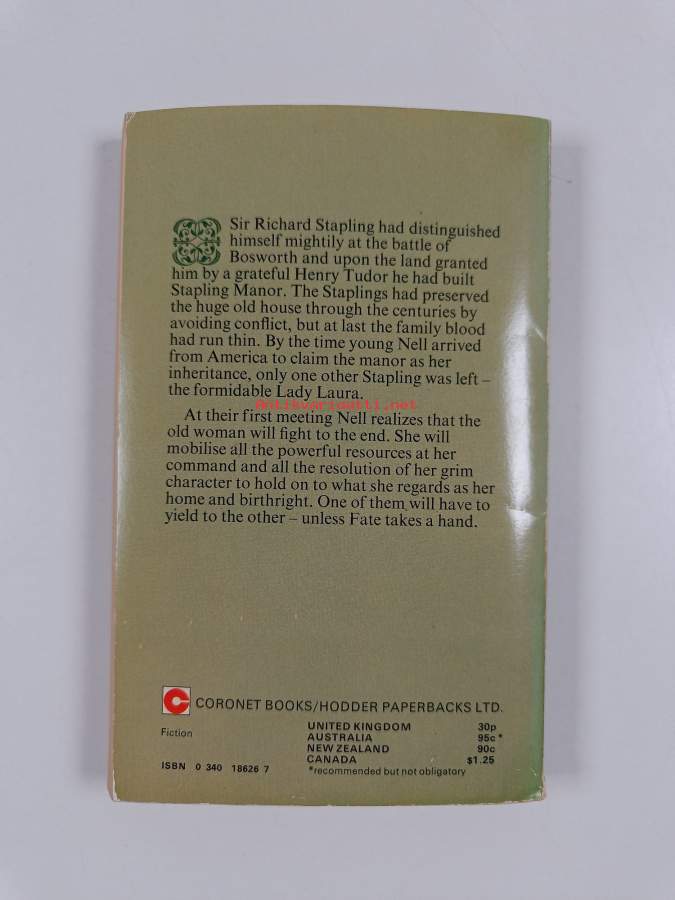 Sir Richard Stapling had distinguished
himself mightily at the battle of
Bosworth and upon the land granted
him by a grateful Henry Tudor he had built
Stapling Manor. The Staplings had preserved
the huge old house through the centuries by
avoiding conflict, but at last the family blood
had run thin. By the time young Nell arrived
from America to claim the manor as her
inheritance, only one other Stapling was left –
the formidable Lady Laura.
Antikvariaatti.net
At their first meeting Nell realizes that the
old woman will fight to the end. She will
mobilise all the powerful resources at her
command and all the resolution of her grim
character to hold on to what she regards as her
home and birthright. One of them will have to
yield to the other – unless Fate takes a hand.
CORONET BOOKS/HODDER PAPERBACKS LTD.
Fiction
UNITED KINGDOM 30p
AUSTRALIA 95c*
NEW ZEALAND 90c
CANADA $1.25
*recommended but not obligatory
ISBN 0 340 18626 7